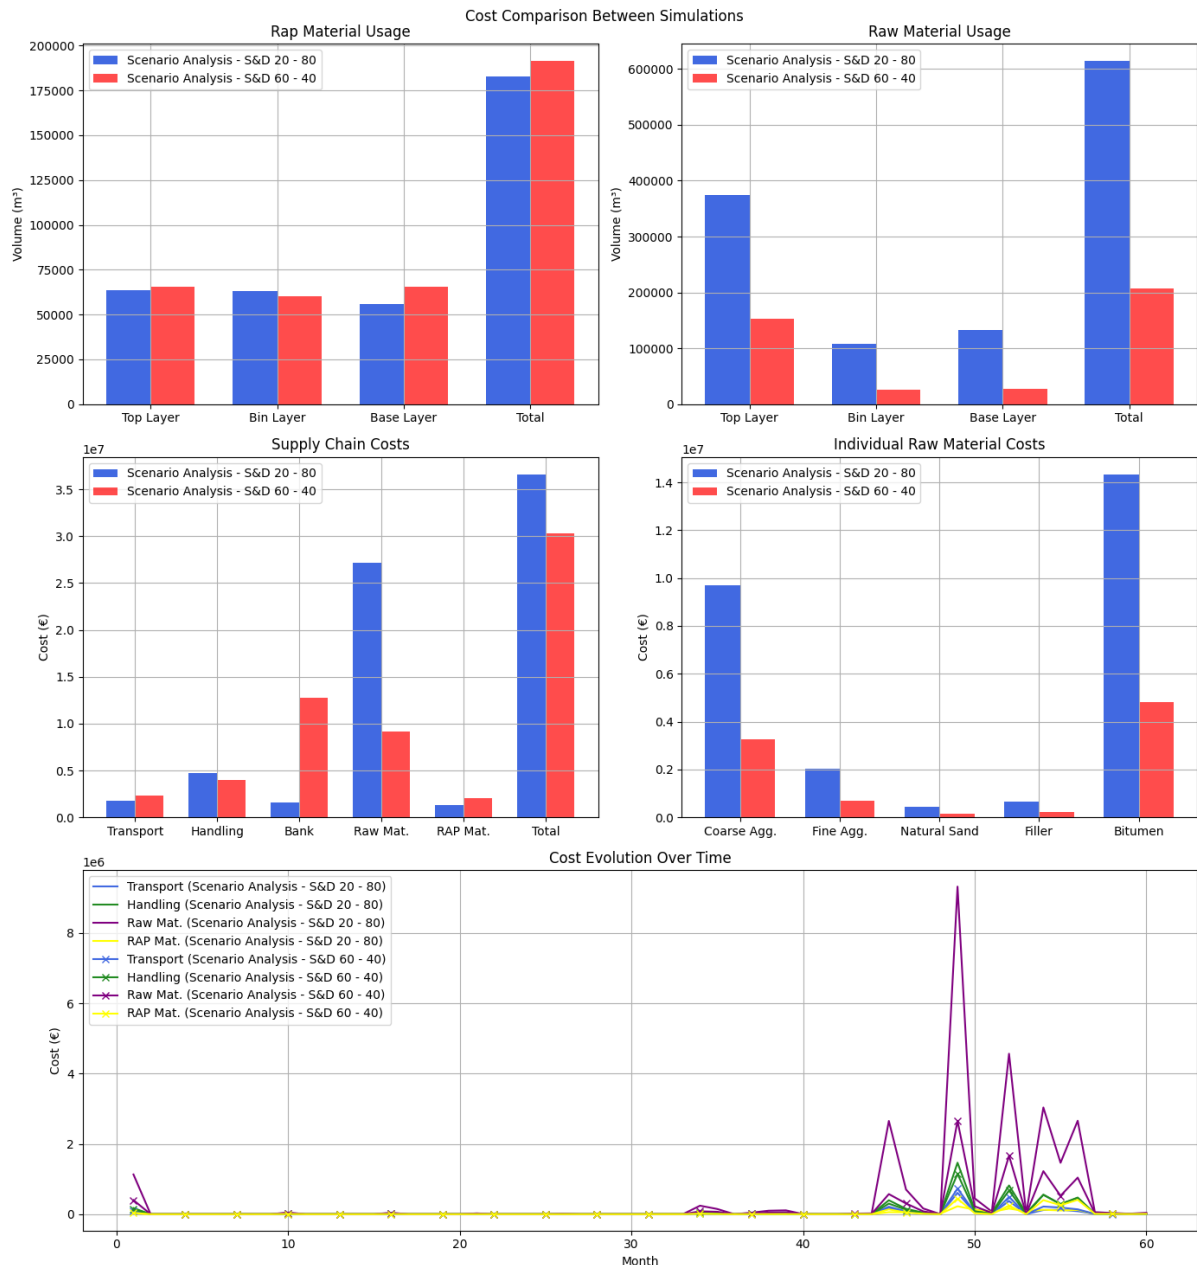 Cost Comparison Between Simulations
Rap Material Usage
200000
175000
150000
125000
100000
75000
50000
25000
0
Volume (m³)
Scenario Analysis - S&D 20 - 80
Scenario Analysis - S&D 60 - 40
Top Layer
Bin Layer
Base Layer
Total
Raw Material Usage
600000
500000
400000
300000
200000
100000
0
Volume (m³)
Scenario Analysis - S&D 20 - 80
Scenario Analysis - S&D 60 - 40
Top Layer
Bin Layer
Base Layer
Total
Supply Chain Costs
1e7
3.5
3.0
2.5
2.0
1.5
1.0
0.5
0.0
Cost (€)
Scenario Analysis - S&D 20 - 80
Scenario Analysis - S&D 60 - 40
Transport
Handling
Bank
Raw Mat.
RAP Mat.
Total
Individual Raw Material Costs
1e7
1.4
1.2
1.0
0.8
0.6
0.4
0.2
0.0
Cost (€)
Scenario Analysis - S&D 20 - 80
Scenario Analysis - S&D 60 - 40
Coarse Agg.
Fine Agg.
Natural Sand
Filler
Bitumen
Cost Evolution Over Time
1e6
8
6
4
2
0
Cost (€)
Transport (Scenario Analysis - S&D 20 - 80)
Handling (Scenario Analysis - S&D 20 - 80)
Raw Mat. (Scenario Analysis - S&D 20 - 80)
RAP Mat. (Scenario Analysis - S&D 20 - 80)
Transport (Scenario Analysis - S&D 60 - 40)
Handling (Scenario Analysis - S&D 60 - 40)
Raw Mat. (Scenario Analysis - S&D 60 - 40)
RAP Mat. (Scenario Analysis - S&D 60 - 40)
0
10
20
30
40
50
60
Month